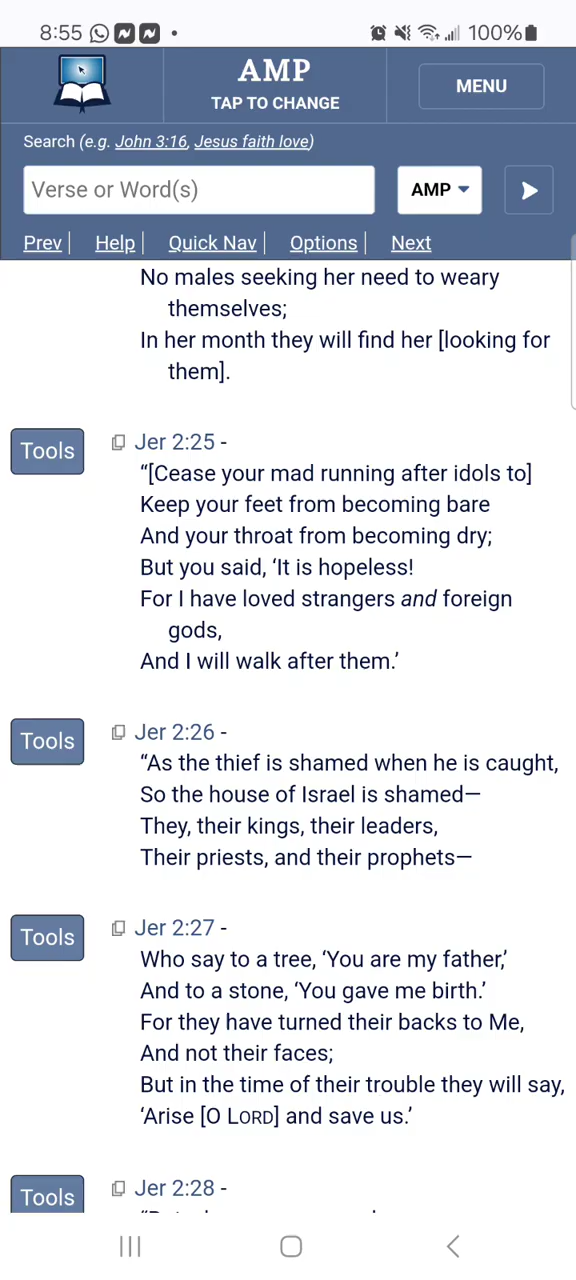 8:55 100%
AMP
TAP TO CHANGE
MENU
Search (e.g. John 3:16, Jesus faith love)
Verse or Word(s)
AMP
Prev | Help | Quick Nav | Options | Next
No males seeking her need to weary
themselves;
In her month they will find her [looking for
them].
Tools
Jer 2:25 -
“[Cease your mad running after idols to]
Keep your feet from becoming bare
And your throat from becoming dry;
But you said, ‘It is hopeless!
For I have loved strangers and foreign
gods,
And I will walk after them.’
Tools
Jer 2:26 -
“As the thief is shamed when he is caught,
So the house of Israel is shamed—
They, their kings, their leaders,
Their priests, and their prophets—
Tools
Jer 2:27 -
Who say to a tree, ‘You are my father,’
And to a stone, ‘You gave me birth.’
For they have turned their backs to Me,
And not their faces;
But in the time of their trouble they will say,
‘Arise [O LORD] and save us.’
Tools
Jer 2:28 -